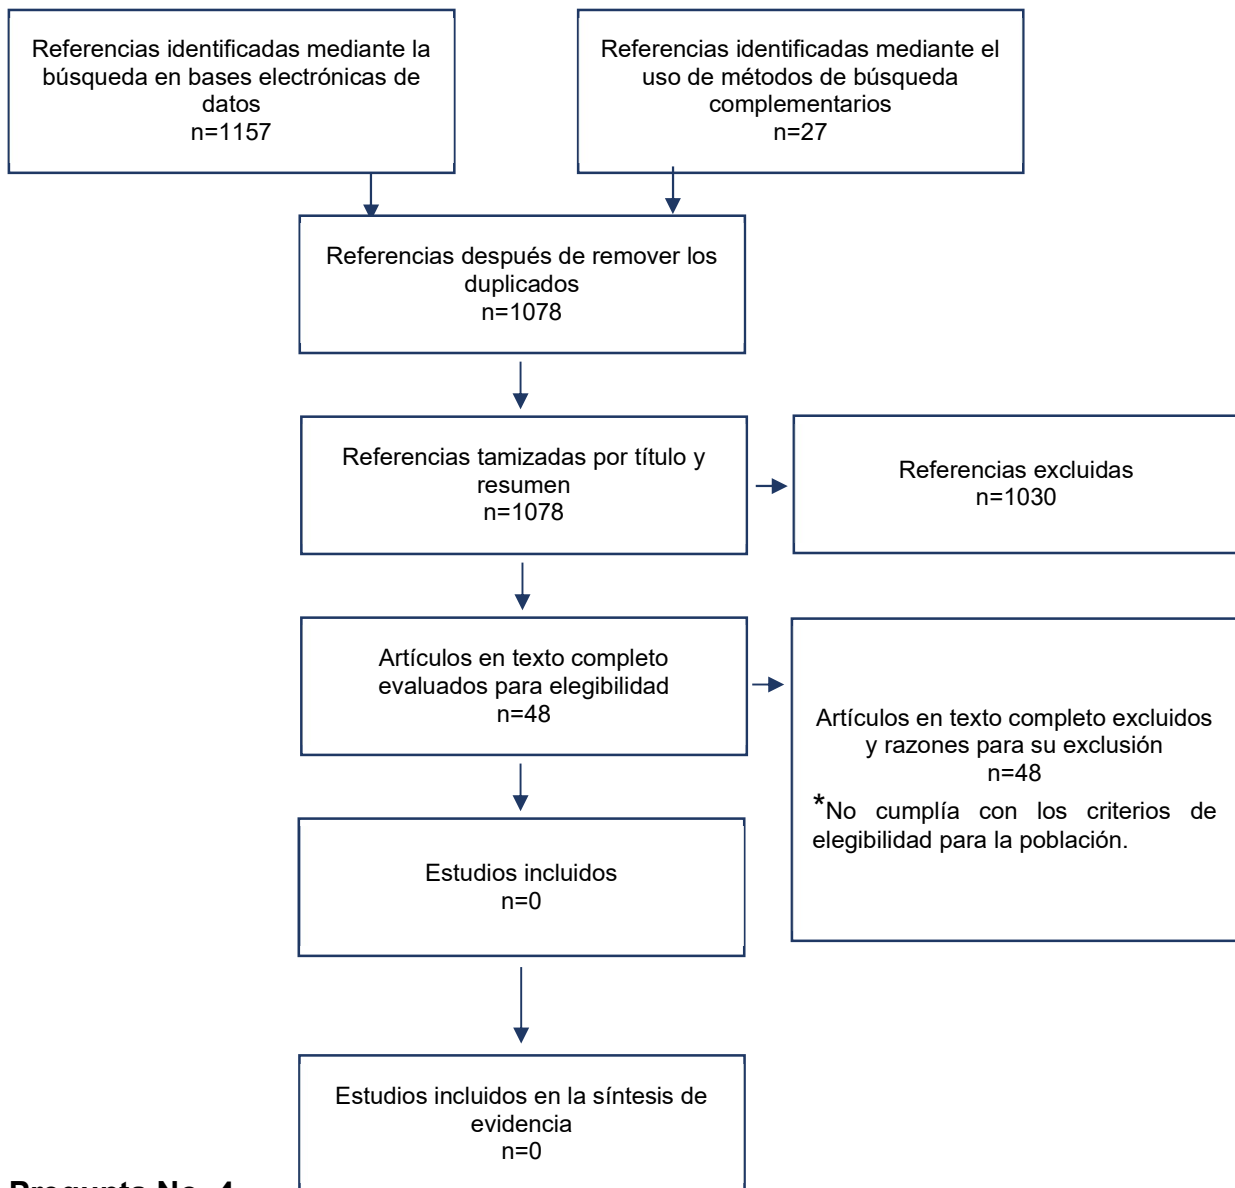 Referencias identificadas mediante la
búsqueda en bases electrónicas de
datos
n=1157
Referencias identificadas mediante el
uso de métodos de búsqueda
complementarios
n=27
Referencias después de remover los
duplicados
n=1078
Referencias tamizadas por título y
resumen
n=1078
Referencias excluidas
n=1030
Artículos en texto completo
evaluados para elegibilidad
n=48
Artículos en texto completo excluidos
y razones para su exclusión
n=48
*No cumplía con los criterios de
elegibilidad para la población.
Estudios incluidos
n=0
Estudios incluidos en la síntesis de
evidencia
n=0
Pregunta No. 4